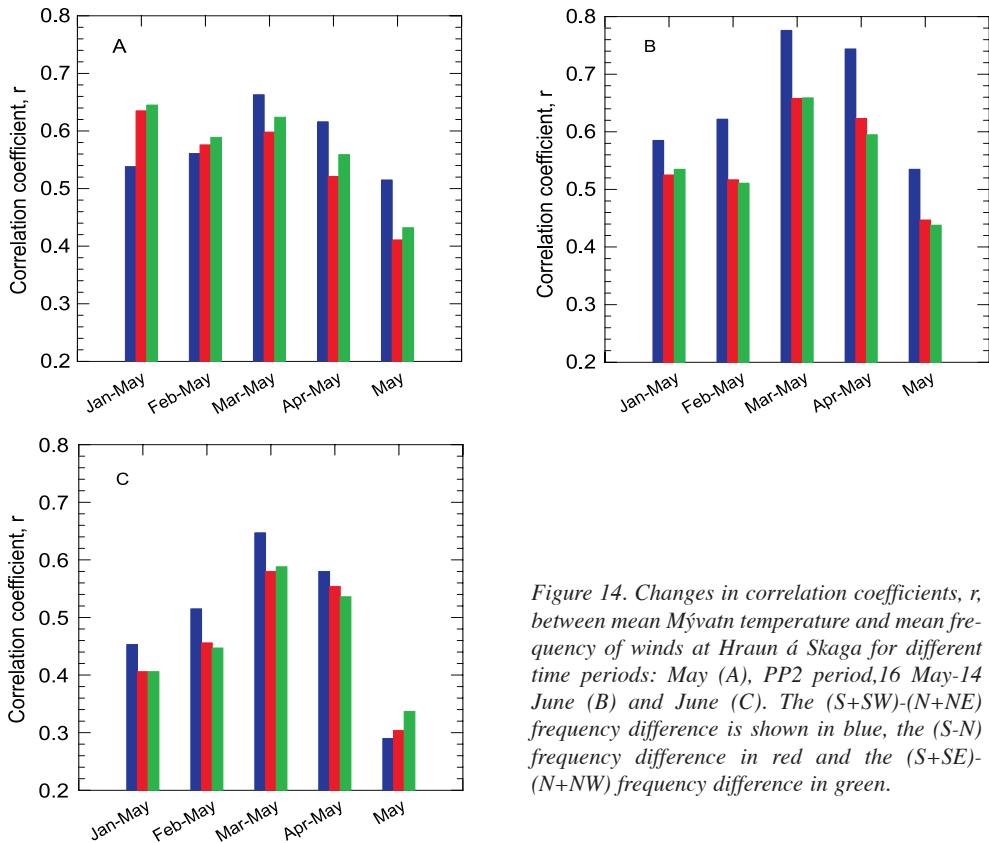 A
Correlation coefficient, r
0.8
0.7
0.6
0.5
0.4
0.3
0.2
Jan-May
Feb-May
Mar-May
Apr-May
May
B
Correlation coefficient, r
0.8
0.7
0.6
0.5
0.4
0.3
0.2
Jan-May
Feb-May
Mar-May
Apr-May
May
C
Correlation coefficient, r
0.8
0.7
0.6
0.5
0.4
0.3
0.2
Jan-May
Feb-May
Mar-May
Apr-May
May
Figure 14. Changes in correlation coefficients, r,
between mean Mývatn temperature and mean fre-
quency of winds at Hraun á Skaga for different
time periods: May (A), PP2 period,16 May-14
June (B) and June (C). The (S+SW)-(N+NE)
frequency difference is shown in blue, the (S-N)
frequency difference in red and the (S+SE)-
(N+NW) frequency difference in green.